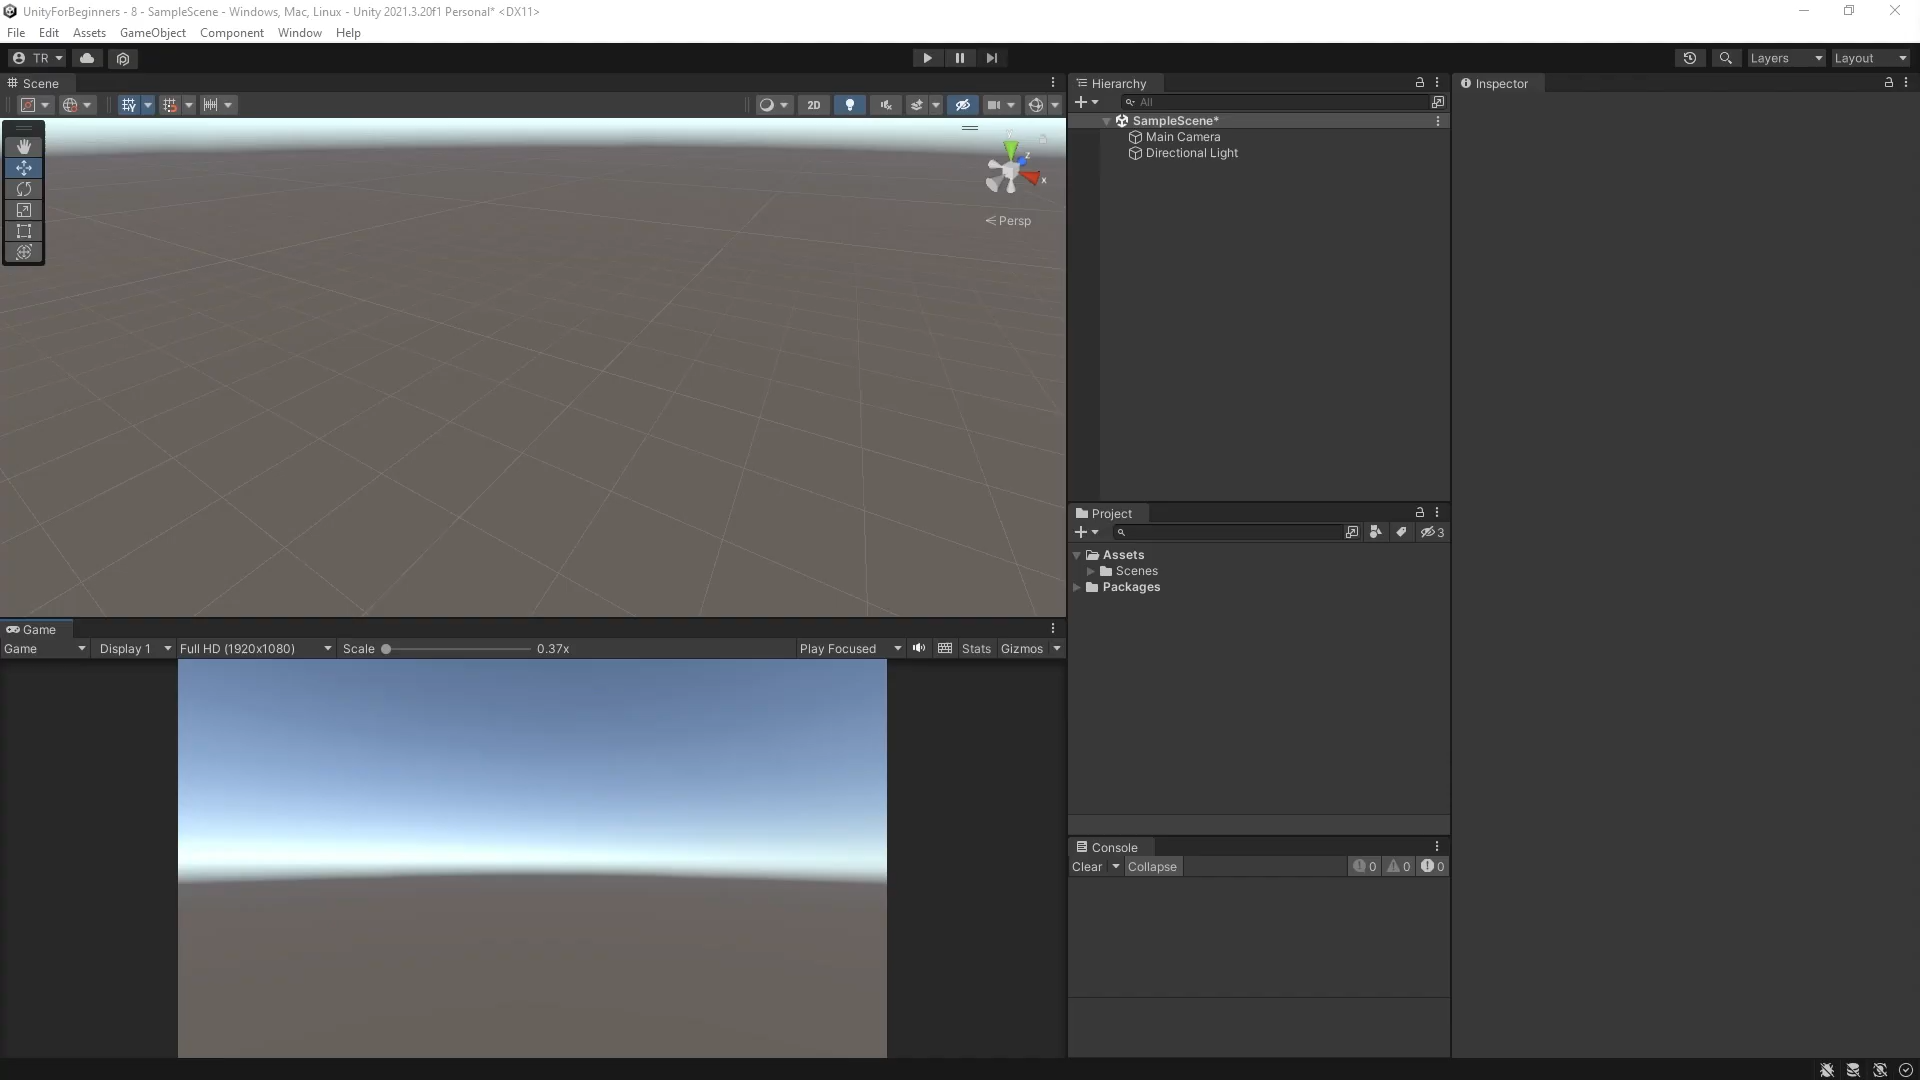 UnityForBeginners - 8 - SampleScene - Windows, Mac, Linux - Unity 2021.3.20f1 Personal* <DX11>
File Edit Assets GameObject Component Window Help
TR
Layers
Layout
Scene
2D
y
z
x
Persp
Game
Game
Display 1
Full HD (1920x1080)
Scale
0.37x
Play Focused
Stats
Gizmos
Hierarchy
All
SampleScene*
Main Camera
Directional Light
Project
3
Assets
Scenes
Packages
Console
Clear
Collapse
0
0
0
Inspector